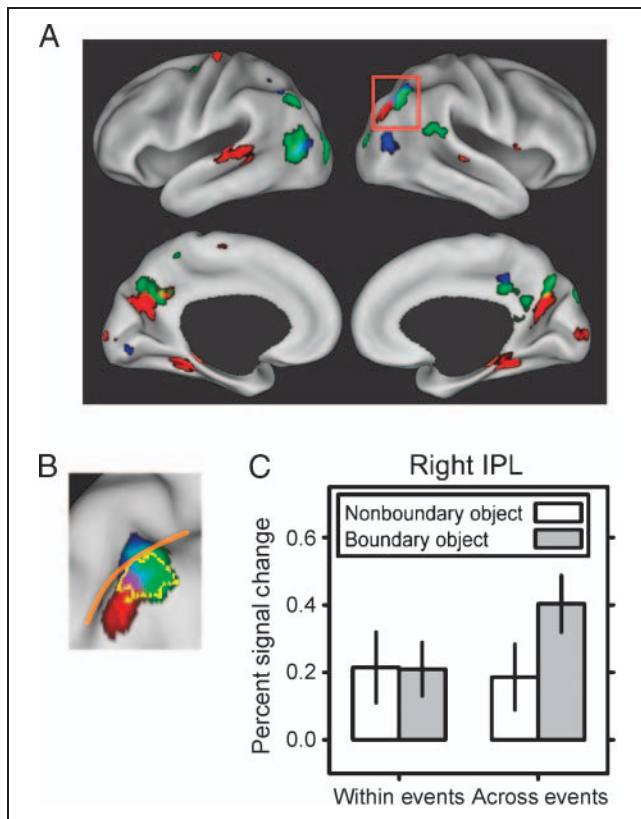 A
B
C
Right IPL
Nonboundary object
Boundary object
Percent signal change
0.6
0.4
0.2
0.0
Within events Across events